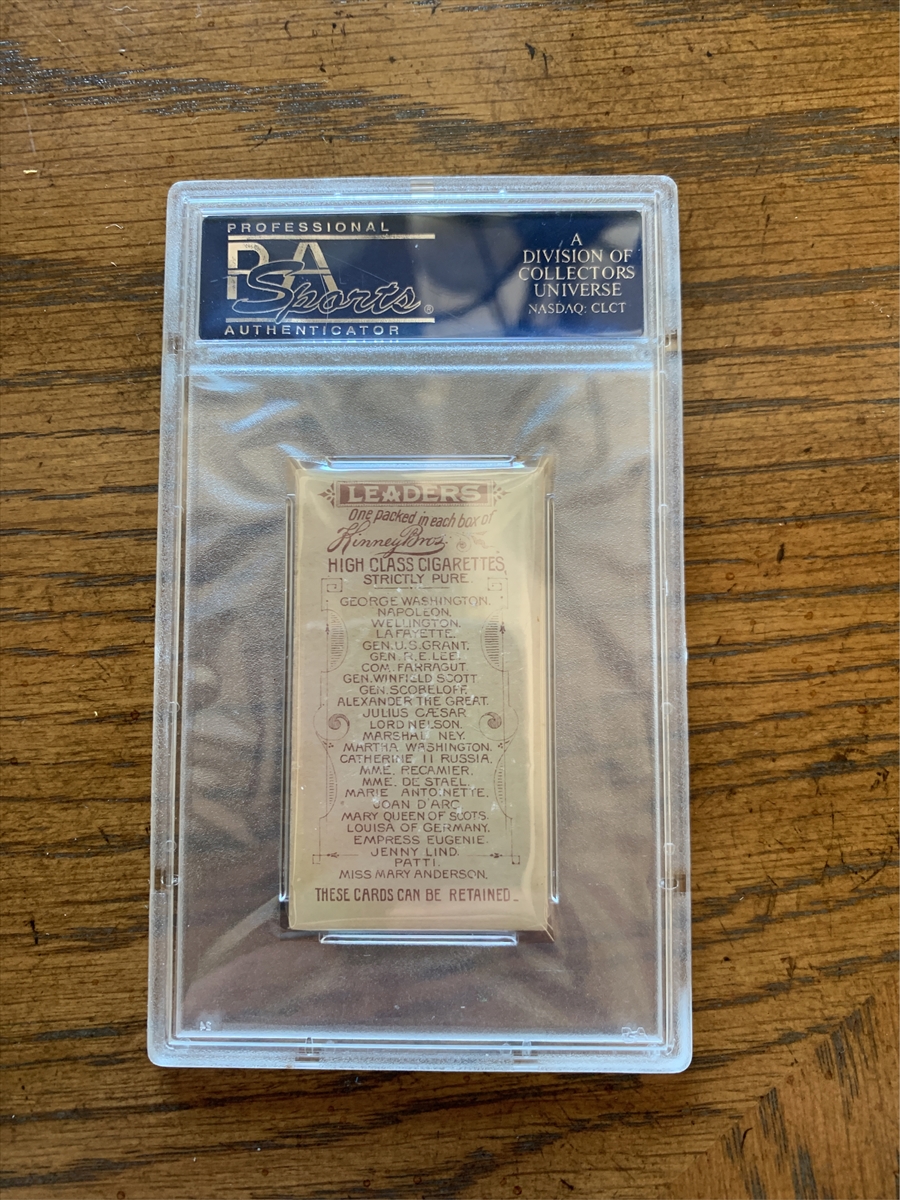 PROFESSIONAL
PSA
Sports®
AUTHENTICATOR
A
DIVISION OF
COLLECTORS
UNIVERSE
NASDAQ: CLCT
LEADERS
One packed in each box of
Kinney Bros.
HIGH CLASS CIGARETTES,
STRICTLY PURE.
GEORGE WASHINGTON.
NAPOLEON.
WELLINGTON.
LA FAYETTE.
GEN. U.S. GRANT.
GEN. R.E. LEE.
COM. FARRAGUT.
GEN. WINFIELD SCOTT
GEN. SCOBELOFF.
ALEXANDER THE GREAT.
JULIUS CÆSAR
LORD NELSON.
MARSHAL NEY.
MARTHA WASHINGTON.
CATHERINE II RUSSIA.
MME. RECAMIER.
MME. DE STAEL.
MARIE ANTOINETTE.
JOAN D'ARC.
MARY QUEEN OF SCOTS.
LOUISA OF GERMANY.
EMPRESS EUGENIE.
JENNY LIND.
PATTI.
MISS MARY ANDERSON.
THESE CARDS CAN BE RETAINED